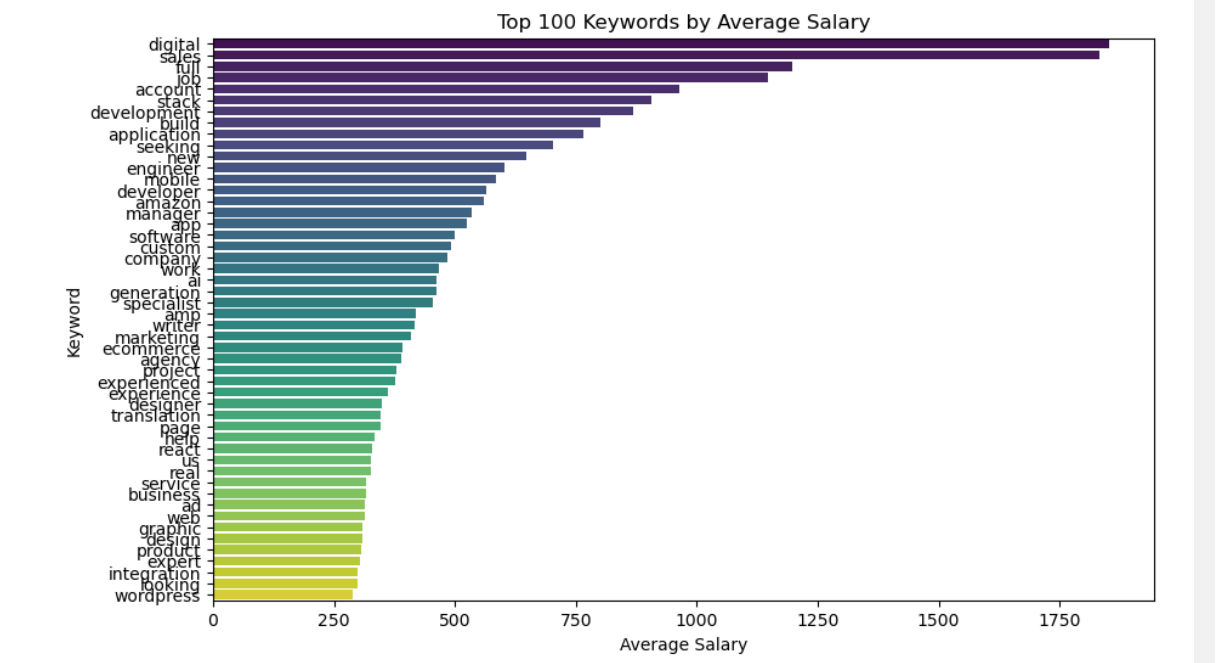 Top 100 Keywords by Average Salary
digital
sales
full
job
account
stack
development
build
application
seeking
new
engineer
mobile
developer
amazon
manager
app
software
custom
company
work
ai
generation
specialist
amp
writer
marketing
ecommerce
agency
project
experienced
experience
designer
translation
page
help
react
us
real
service
business
ad
web
graphic
design
product
expert
integration
looking
wordpress
Keyword
0 250 500 750 1000 1250 1500 1750
Average Salary